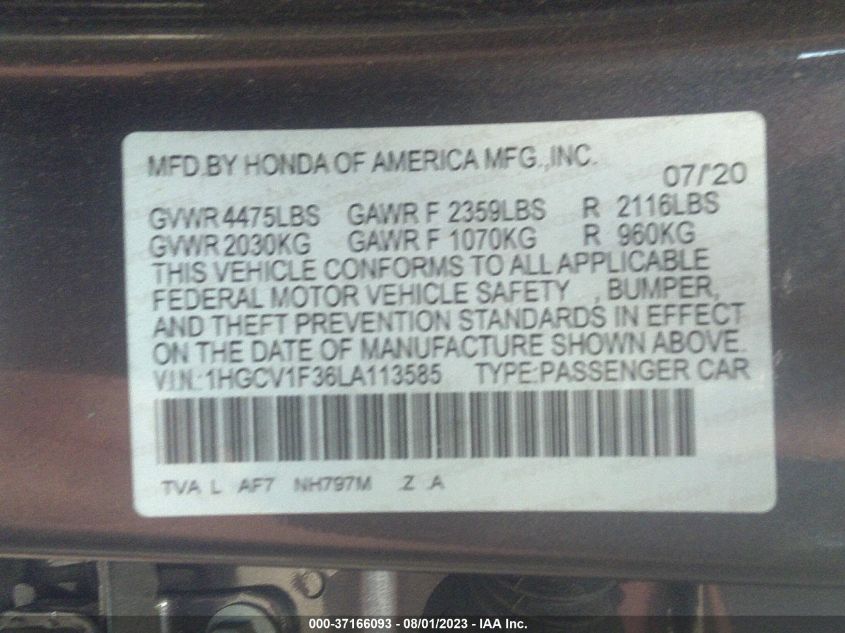 MFD.BY HONDA OF AMERICA MFG.,INC.
07/'20
GVWR 4475LBS GAWR F 2359LBS R 2116LBS
GVWR 2030KG GAWR F 1070KG R 960KG
THIS VEHICLE CONFORMS TO ALL APPLICABLE
FEDERAL MOTOR VEHICLE SAFETY , BUMPER,
AND THEFT PREVENTION STANDARDS IN EFFECT
ON THE DATE OF MANUFACTURE SHOWN ABOVE.
V.I.N.:1HGCV1F36LA113585 TYPE:PASSENGER CAR
TVA L AF7 NH797M .Z .A
000-37166093 - 08/01/2023 - IAA Inc.